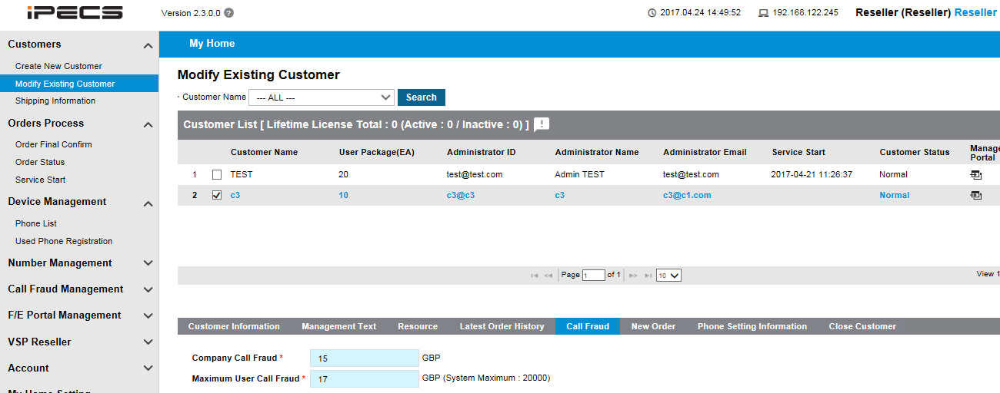 iPECS
Version 2.3.0.0 ?
2017.04.24 14:49:52
192.168.122.245
Reseller (Reseller) Reseller
Customers
Create New Customer
Modify Existing Customer
Shipping Information
Orders Process
Order Final Confirm
Order Status
Service Start
Device Management
Phone List
Used Phone Registration
Number Management
Call Fraud Management
F/E Portal Management
VSP Reseller
Account
My Home Setting
My Home
Modify Existing Customer
· Customer Name --- ALL --- Search
Customer List [ Lifetime License Total : 0 (Active : 0 / Inactive : 0) ] !
Customer Name User Package(EA) Administrator ID Administrator Name Administrator Email Service Start Customer Status Manage
Portal
1 TEST 20 test@test.com Admin TEST test@test.com 2017-04-21 11:26:37 Normal
2 c3 10 c3@c3 c3 c3@c1.com Normal
Page 1 of 1 10 View 1
Customer Information Management Text Resource Latest Order History Call Fraud New Order Phone Setting Information Close Customer
Company Call Fraud * 15 GBP
Maximum User Call Fraud * 17 GBP (System Maximum : 20000)